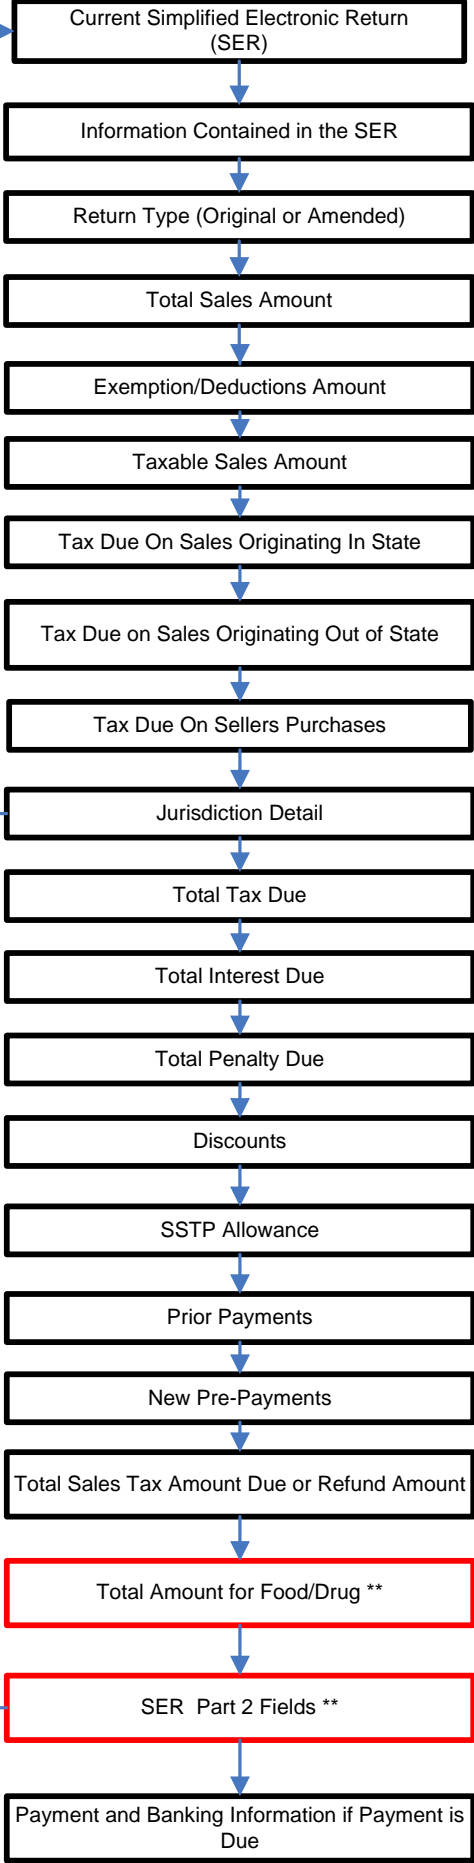 Current Simplified Electronic Return
(SER)
Information Contained in the SER
Return Type (Original or Amended)
Total Sales Amount
Exemption/Deductions Amount
Taxable Sales Amount
Tax Due On Sales Originating In State
Tax Due on Sales Originating Out of State
Tax Due On Sellers Purchases
Jurisdiction Detail
Total Tax Due
Total Interest Due
Total Penalty Due
Discounts
SSTP Allowance
Prior Payments
New Pre-Payments
Total Sales Tax Amount Due or Refund Amount
Total Amount for Food/Drug **
SER  Part 2 Fields **
Payment and Banking Information if Payment is
Due